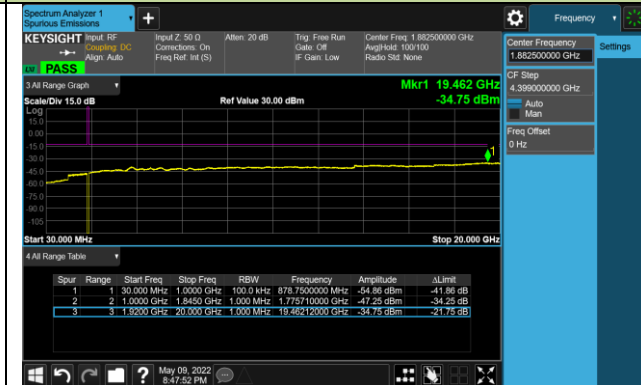 Spectrum Analyzer 1
Spurious Emissions
+
Frequency
KEYSIGHT Input: RF Input Z: 50 Ω Atten: 20 dB Trig: Free Run Center Freq: 1.882500000 GHz
Coupling: DC Corrections: On Gate: Off Avg|Hold: 100/100
Align: Auto Freq Ref: Int (S) IF Gain: Low Radio Std: None
PASS
Center Frequency
1.882500000 GHz
Settings
CF Step
4.399000000 GHz
Auto
Man
Freq Offset
0 Hz
3 All Range Graph
Mkr1 19.462 GHz
Scale/Div 15.0 dB Ref Value 30.00 dBm -34.75 dBm
Log
15.0
0.00
-15.0
-30.0
-45.0
-60.0
-75.0
-90.0
-105
1
Start 30.000 MHz Stop 20.000 GHz
4 All Range Table
Spur Range Start Freq Stop Freq RBW Frequency Amplitude ΔLimit
1 1 30.000 MHz 1.0000 GHz 100.0 kHz 878.7500000 MHz -54.86 dBm -41.86 dB
2 2 1.0000 GHz 1.8450 GHz 1.000 MHz 1.775710000 GHz -47.25 dBm -34.25 dB
3 3 1.9200 GHz 20.000 GHz 1.000 MHz 19.46212000 GHz -34.75 dBm -21.75 dB
?
May 09, 2022
8:47:52 PM